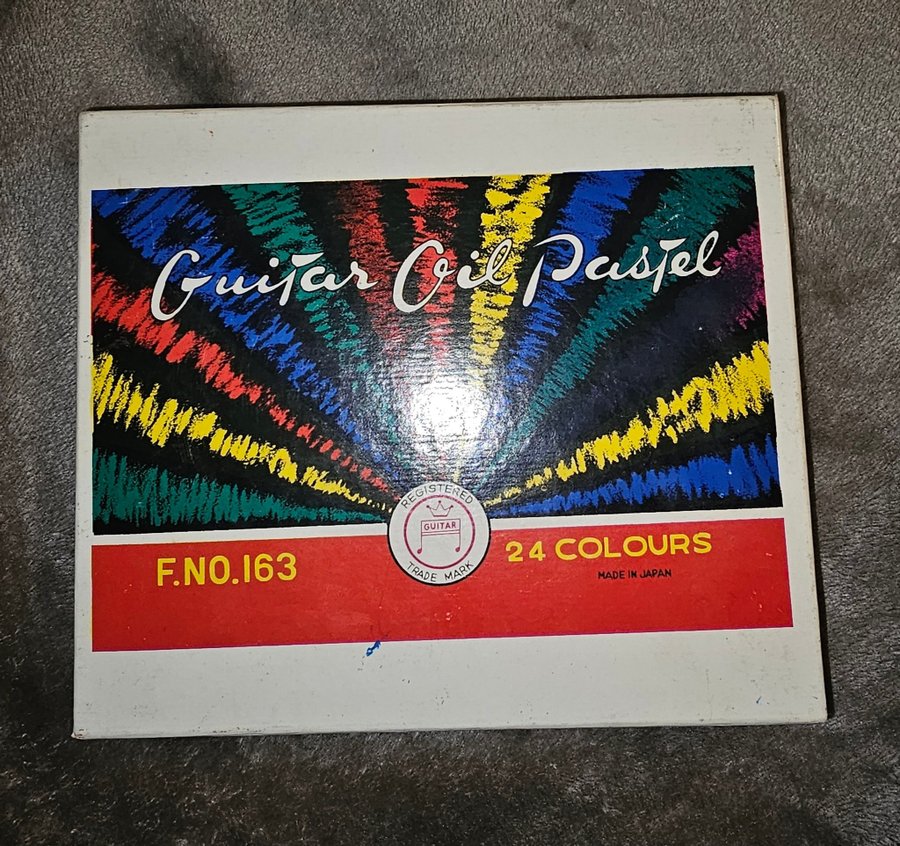 Guitar Oil Pastel
REGISTERED
GUITAR
TRADE MARK
F.NO.163
24 COLOURS
MADE IN JAPAN